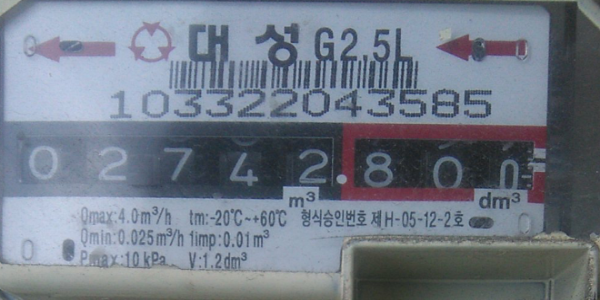 대성 G2.5L
1033220433585
02742.800
m³ dm³
Qmax:4.0m³/h tm:-20℃~+60℃ 형식승인번호 제H-05-12-2호
Qmin:0.025m³/h 1imp:0.01m³
Pmax:10kPa V:1.2dm³